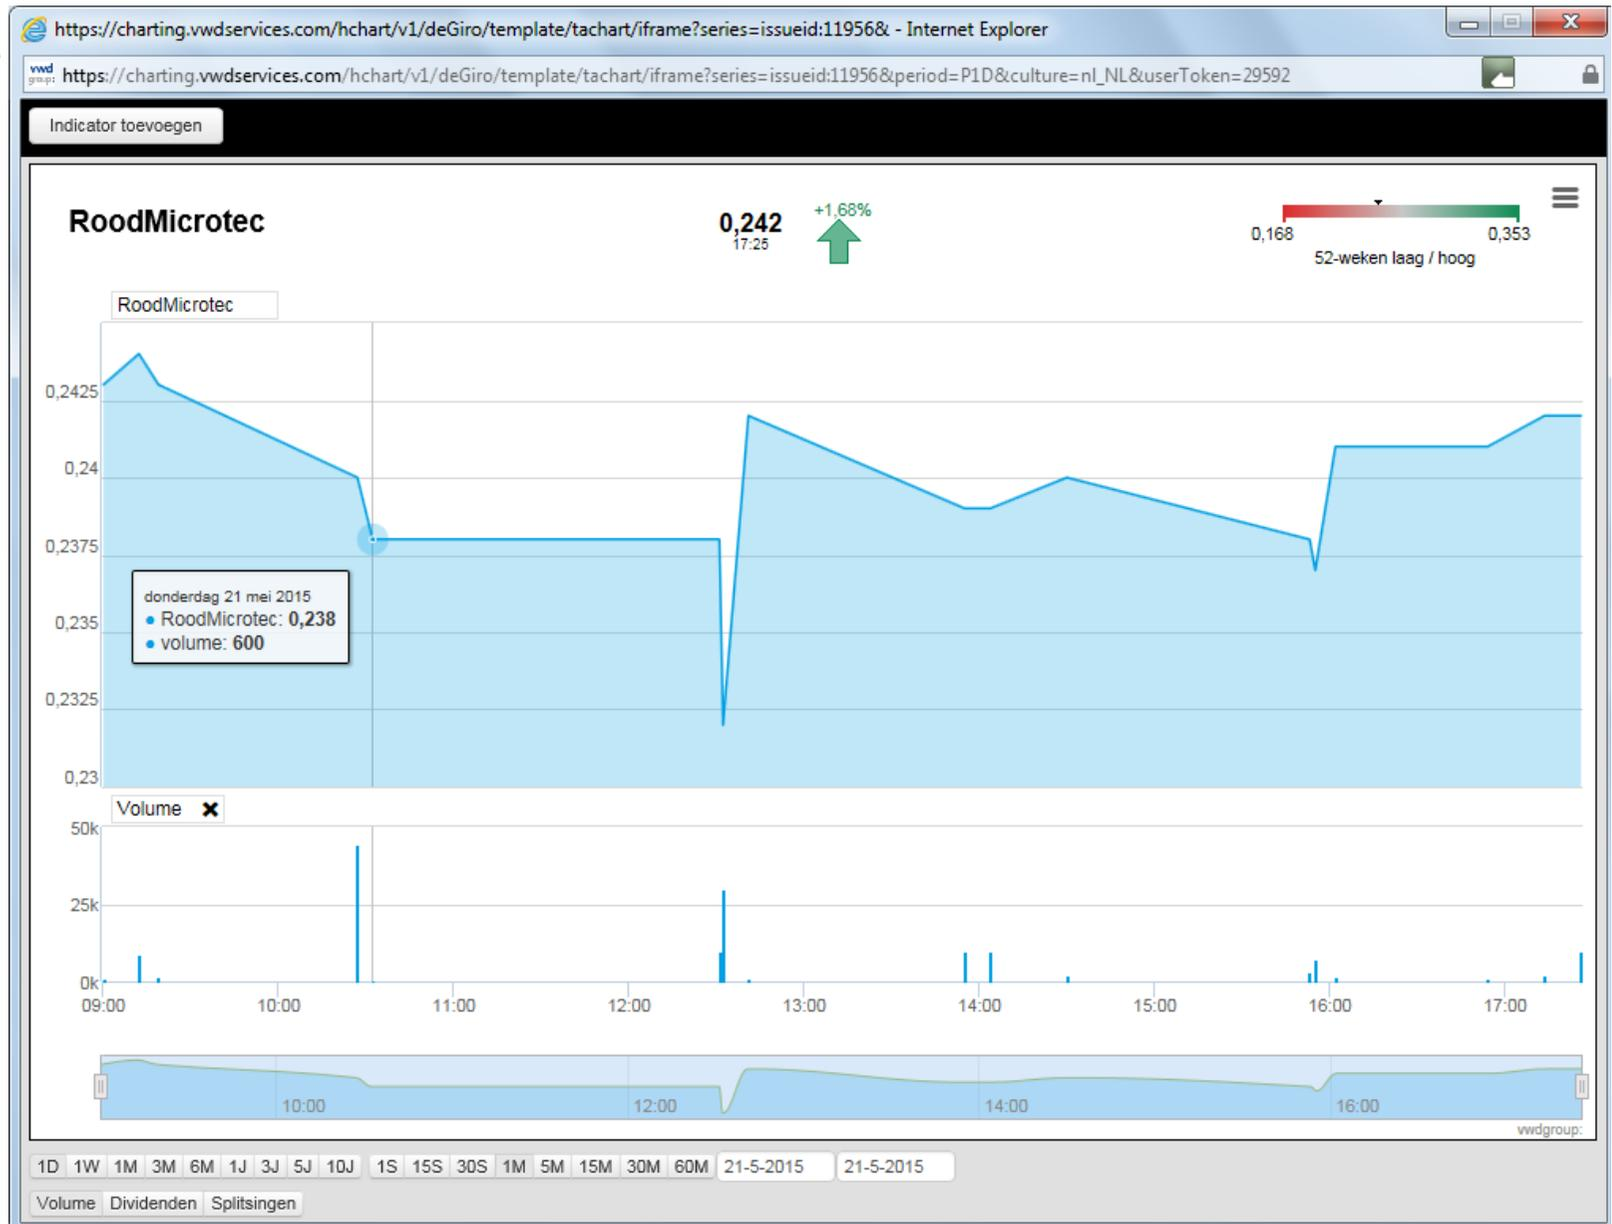 https://charting.vwdservices.com/hchart/v1/deGiro/template/tachart/iframe?series=issueid:11956& - Internet Explorer
vwd group: https://charting.vwdservices.com/hchart/v1/deGiro/template/tachart/iframe?series=issueid:11956&period=P1D&culture=nl_NL&userToken=29592
Indicator toevoegen
RoodMicrotec
0,242
17:25
+1,68%
0,168 0,353
52-weken laag / hoog
RoodMicrotec
0,2425
0,24
0,2375
0,235
0,2325
0,23
donderdag 21 mei 2015
• RoodMicrotec: 0,238
• volume: 600
Volume ✖
50k
25k
0k
09:00 10:00 11:00 12:00 13:00 14:00 15:00 16:00 17:00
10:00 12:00 14:00 16:00
vwdgroup:
1D 1W 1M 3M 6M 1J 3J 5J 10J 1S 15S 30S 1M 5M 15M 30M 60M 21-5-2015 21-5-2015
Volume Dividenden Splitsingen